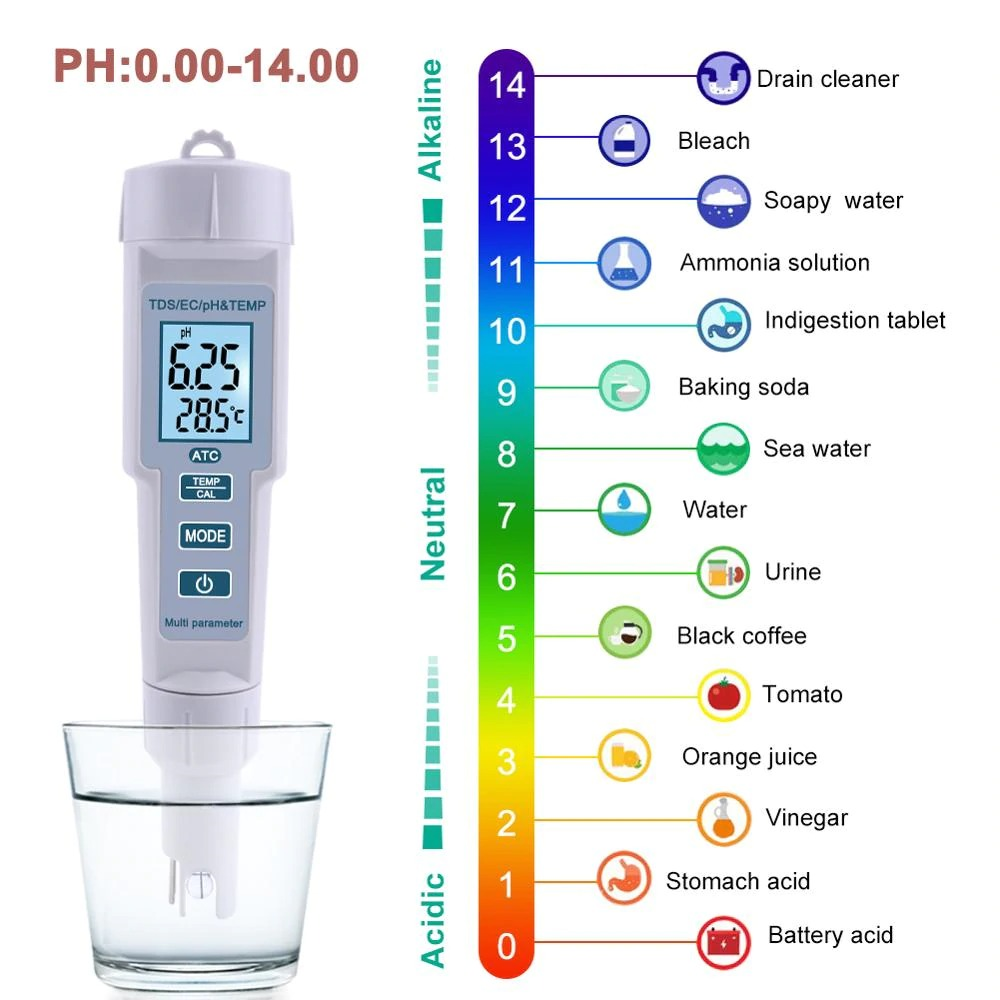 PH:0.00-14.00
TDS/EC/pH&TEMP
pH
6.25
28.5°C
ATC
TEMP
CAL
MODE
Multi parameter
Alkaline
Neutral
Acidic
14 Drain cleaner
13 Bleach
12 Soapy  water
11 Ammonia solution
10 Indigestion tablet
9 Baking soda
8 Sea water
7 Water
6 Urine
5 Black coffee
4 Tomato
3 Orange juice
2 Vinegar
1 Stomach acid
0 Battery acid